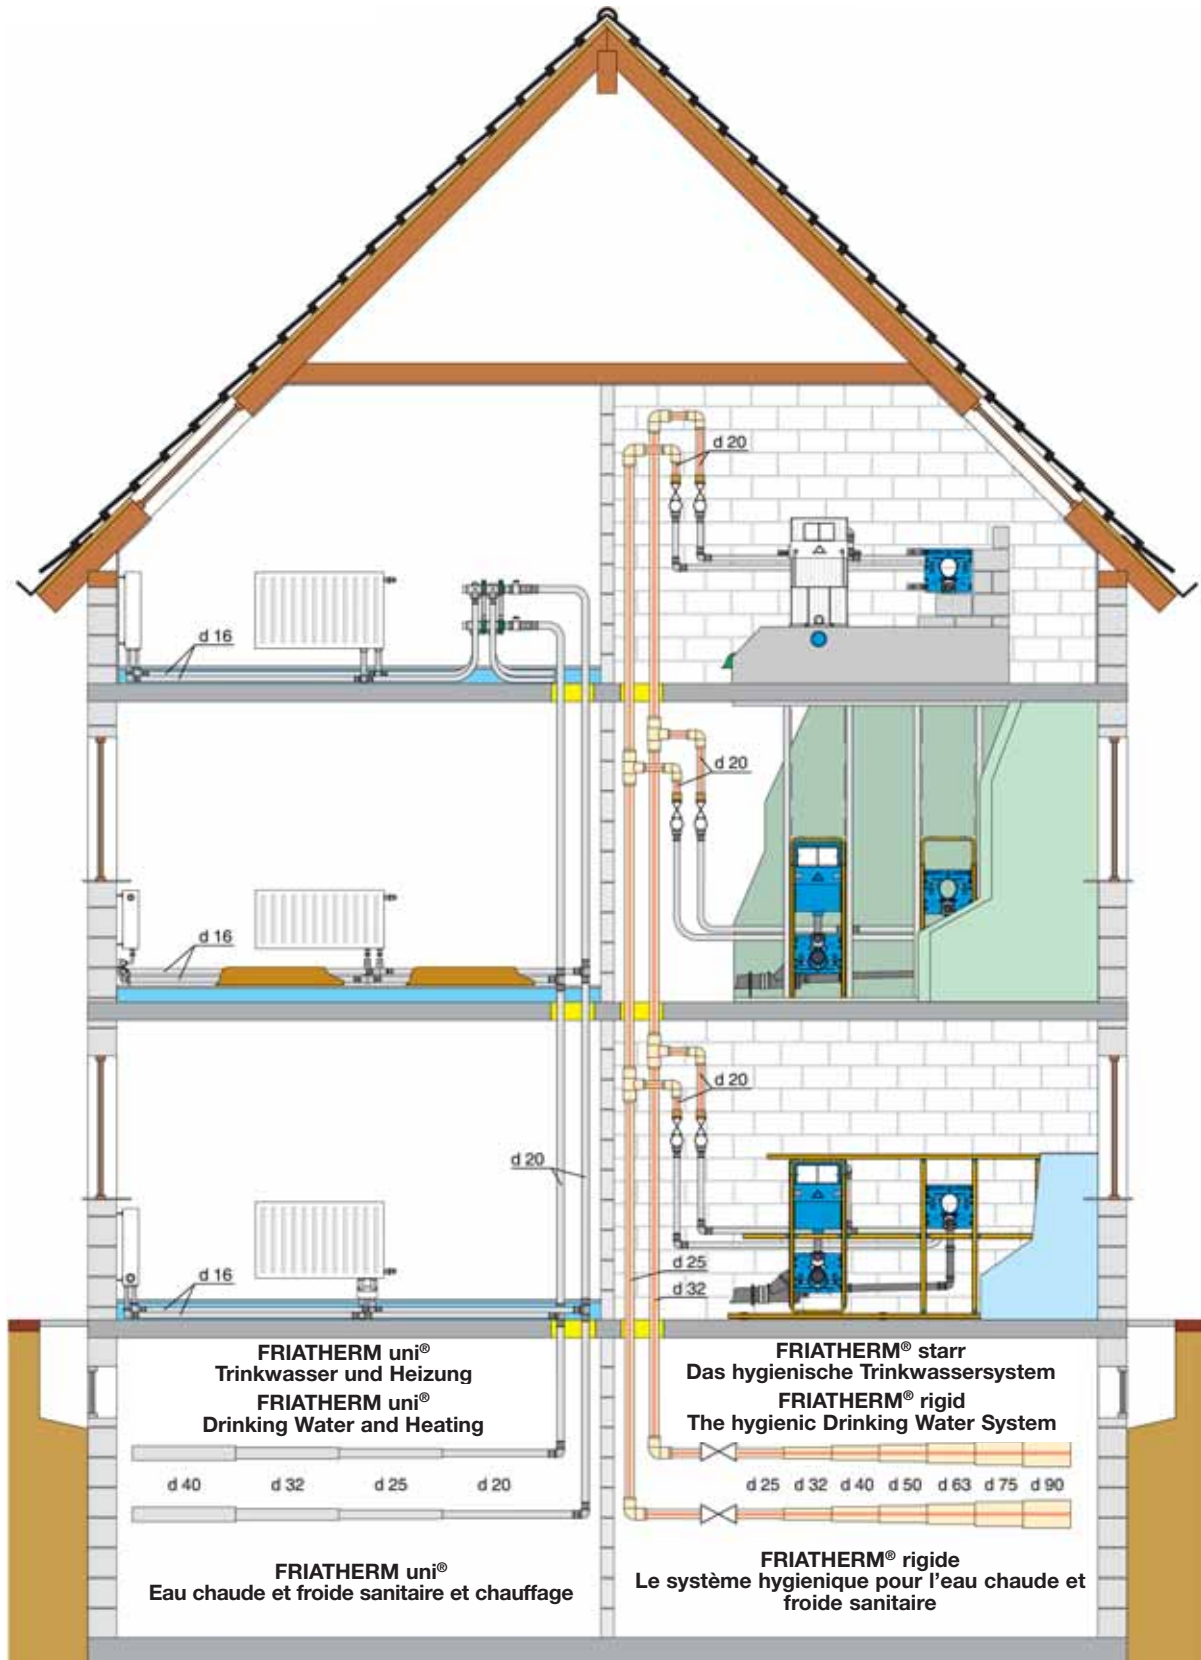 d 20
d 16
d 20
d 16
d 20
d 20
d 25
d 16
d 32
FRIATHERM uni®
Trinkwasser und Heizung
FRIATHERM uni®
Drinking Water and Heating
FRIATHERM® starr
Das hygienische Trinkwassersystem
FRIATHERM® rigid
The hygienic Drinking Water System
d 40 d 32 d 25 d 20
d 25 d 32 d 40 d 50 d 63 d 75 d 90
FRIATHERM uni®
Eau chaude et froide sanitaire et chauffage
FRIATHERM® rigide
Le système hygienique pour l'eau chaude et
froide sanitaire